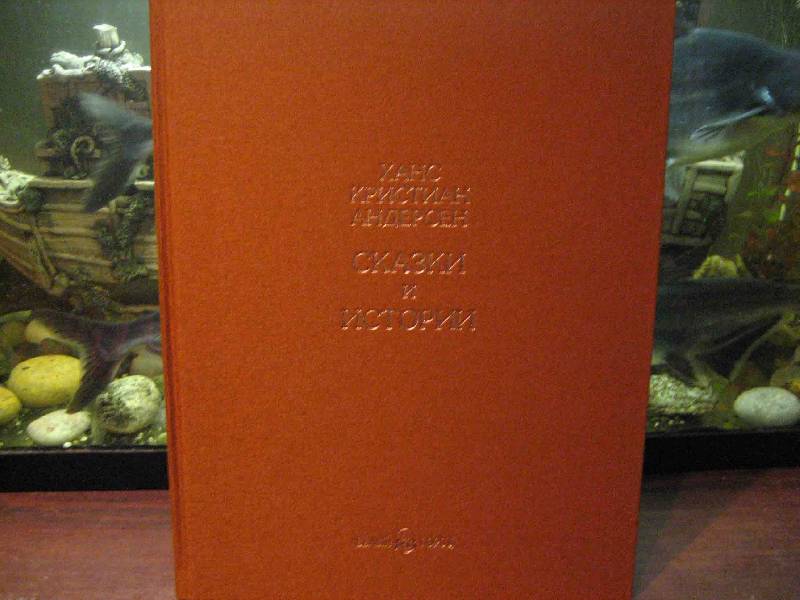 ХАНС
КРИСТИАН
АНДЕРСЕН
СКАЗКИ
и
ИСТОРИИ